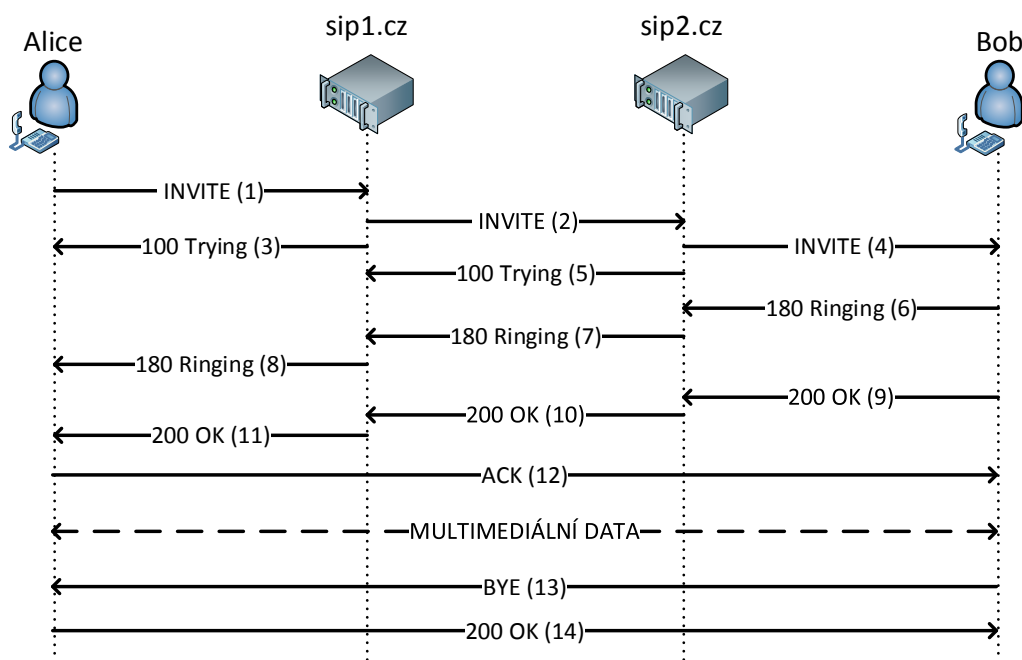 Alice
sip1.cz
sip2.cz
Bob
INVITE (1)
INVITE (2)
100 Trying (3)
INVITE (4)
100 Trying (5)
180 Ringing (6)
180 Ringing (7)
180 Ringing (8)
200 OK (9)
200 OK (10)
200 OK (11)
ACK (12)
MULTIMEDIÁLNÍ DATA
BYE (13)
200 OK (14)